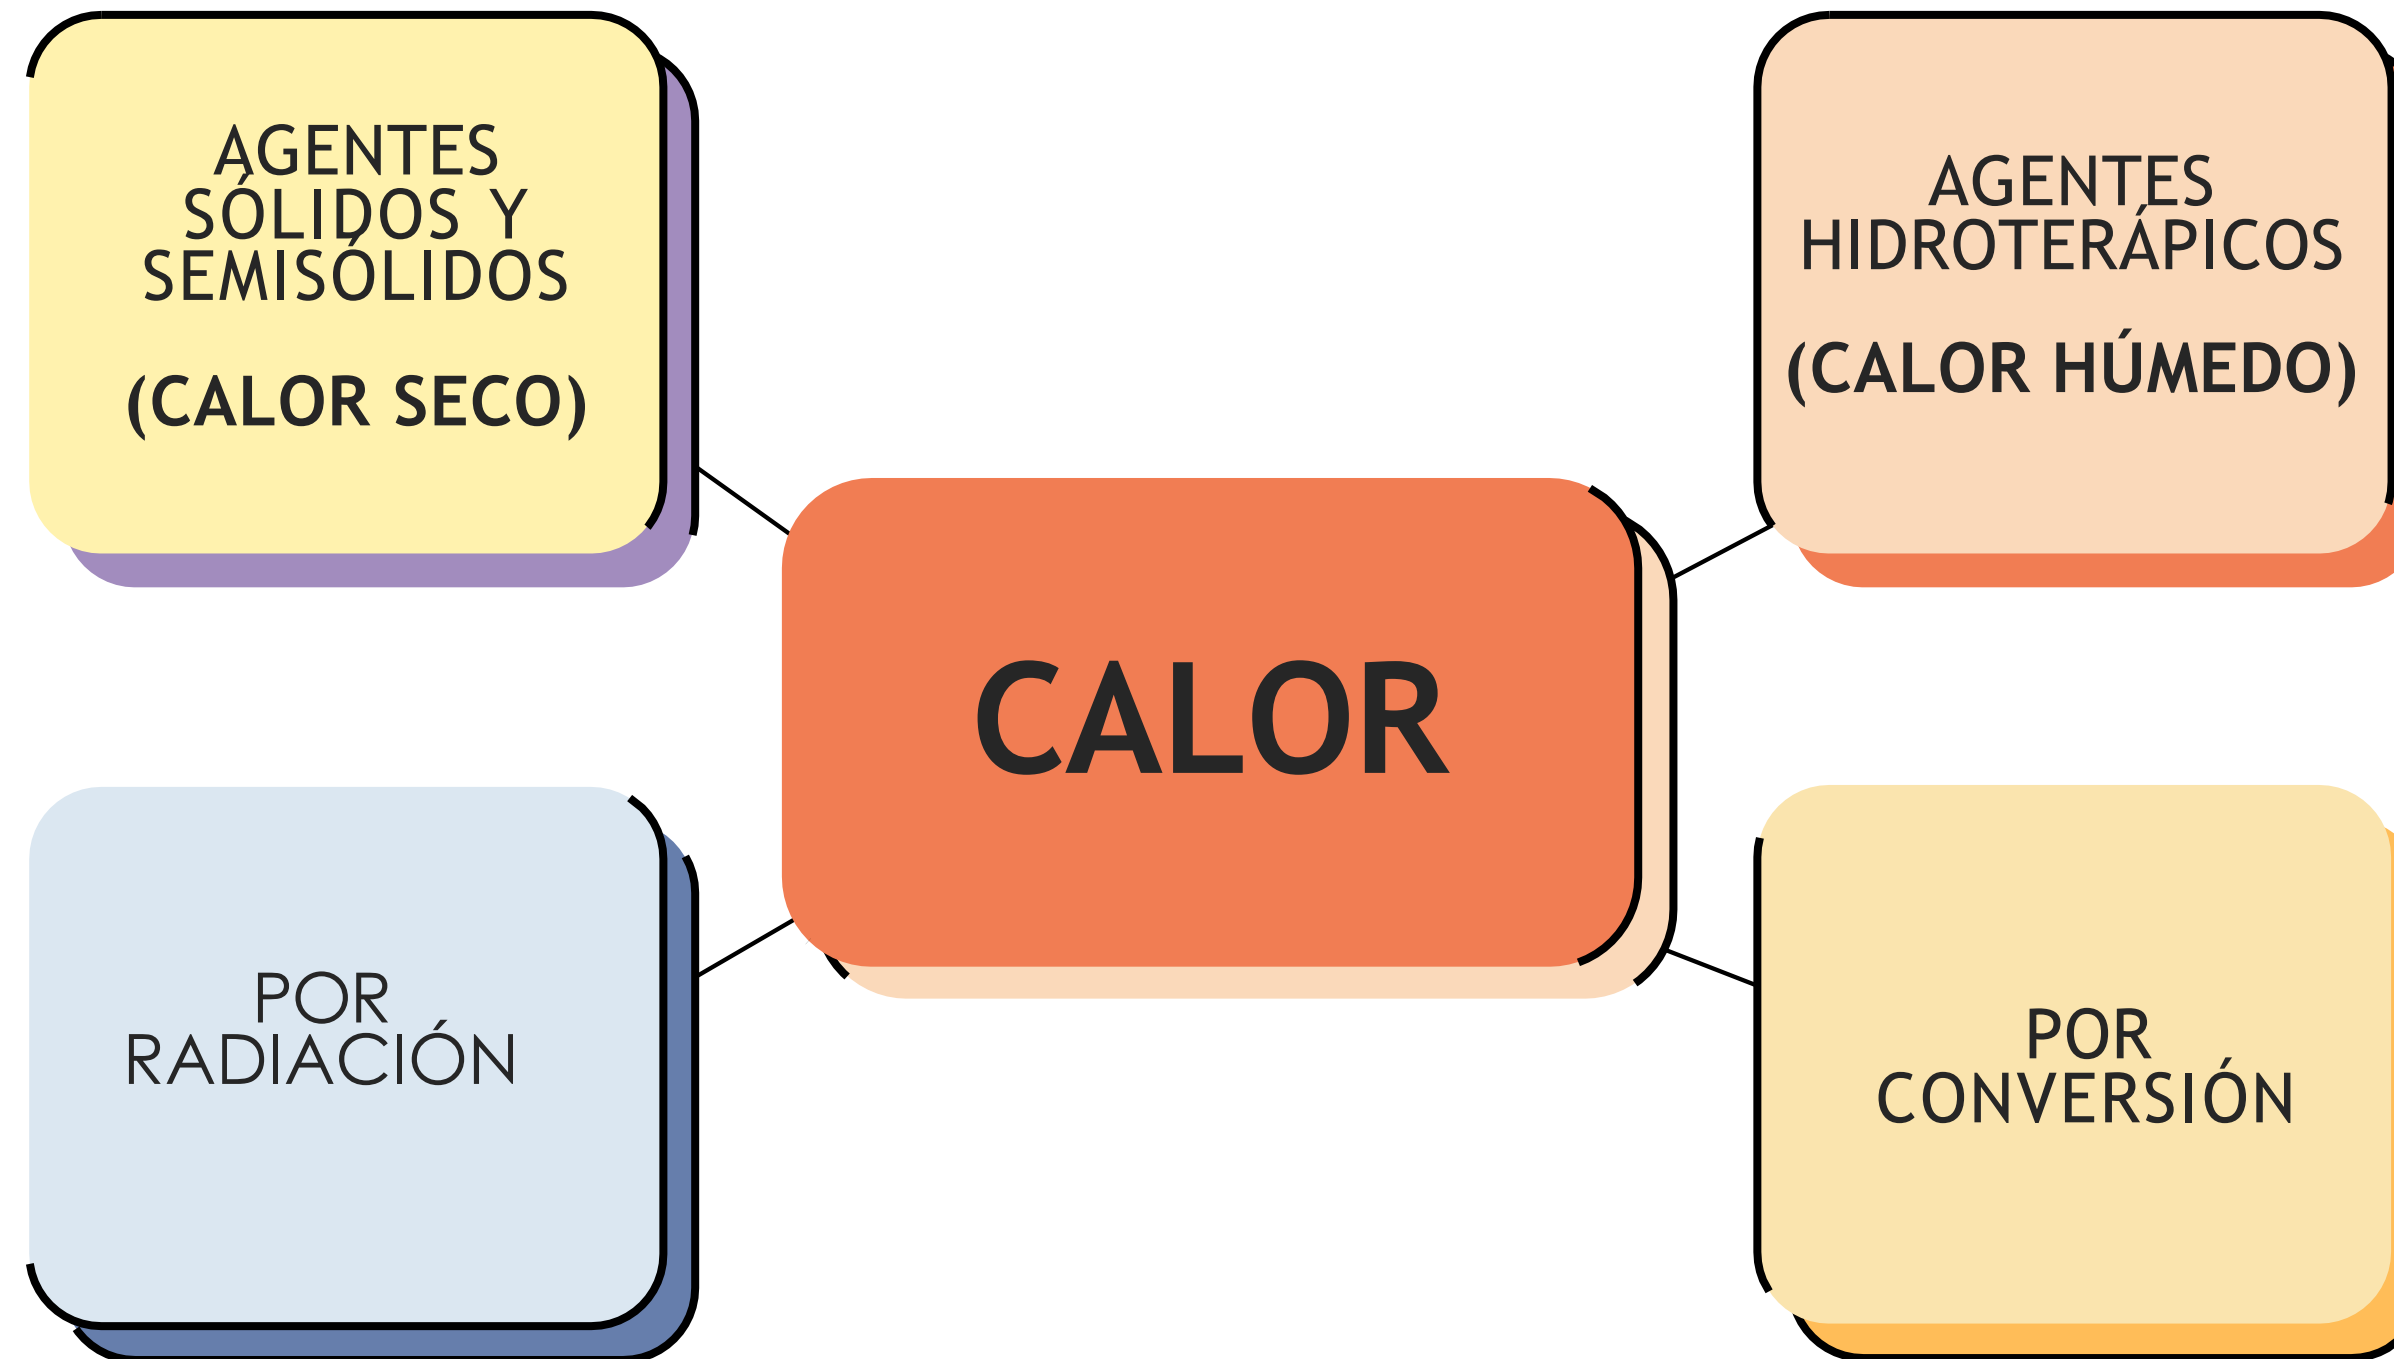 AGENTES
SÓLIDOS Y
SEMISÓLIDOS
(CALOR SECO)
AGENTES
HIDROTERÁPICOS
(CALOR HÚMEDO)
CALOR
POR
RADIACIÓN
POR
CONVERSIÓN